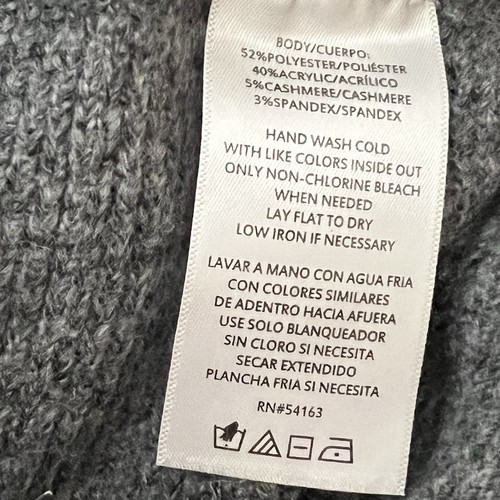 BODY/CUERPO:
52%POLYESTER/POLIÉSTER
40%ACRYLIC/ACRÍLICO
5%CASHMERE/CASHMERE
3%SPANDEX/SPANDEX
HAND WASH COLD
WITH LIKE COLORS INSIDE OUT
ONLY NON-CHLORINE BLEACH
WHEN NEEDED
LAY FLAT TO DRY
LOW IRON IF NECESSARY
LAVAR A MANO CON AGUA FRIA
CON COLORES SIMILARES
DE ADENTRO HACIA AFUERA
USE SOLO BLANQUEADOR
SIN CLORO SI NECESITA
SECAR EXTENDIDO
PLANCHA FRIA SI NECESITA
RN#54163